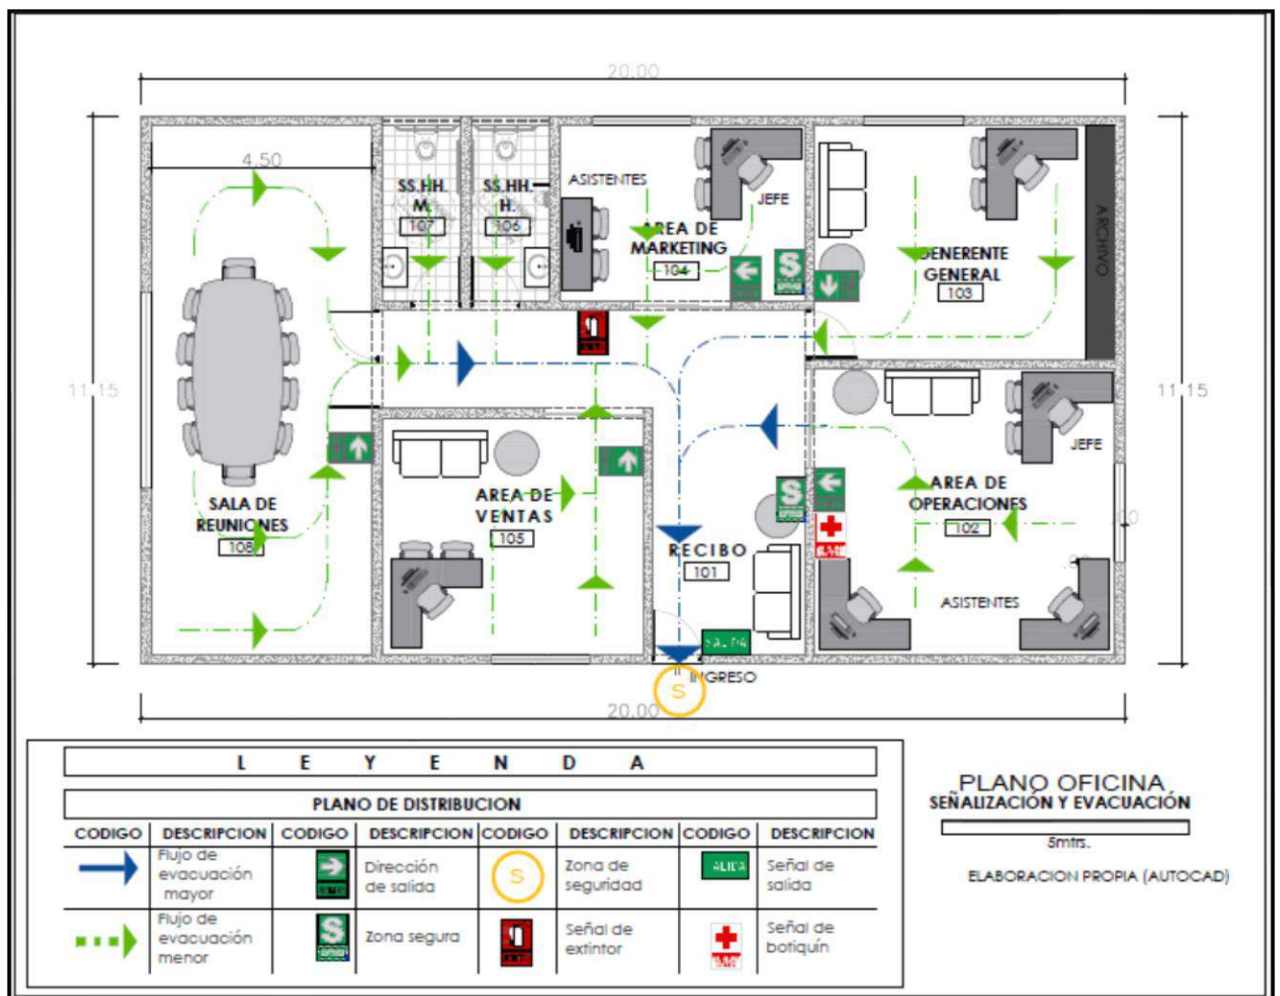 20.00
4.50
11.15
11.15
SS.HH.
M.
107
SS.HH.
H.
106
ASISTENTES
JEFE
AREA DE
MARKETING
104
GENERENTE
GENERAL
103
ARCHIVO
SALA DE
REUNIONES
108
AREA DE
VENTAS
105
RECIBO
101
AREA DE
OPERACIONES
102
JEFE
ASISTENTES
SALIDA
INGRESO
S
20.00
LEYENDA
PLANO DE DISTRIBUCION
CODIGO DESCRIPCION CODIGO DESCRIPCION CODIGO DESCRIPCION CODIGO DESCRIPCION
Flujo de
evacuación
mayor
Dirección
de salida
S
Zona de
seguridad
Señal de
salida
Flujo de
evacuación
menor
S
Zona segura
Señal de
extintor
Señal de
botiquín
PLANO OFICINA
SEÑALIZACIÓN Y EVACUACIÓN
5mtrs.
ELABORACION PROPIA (AUTOCAD)